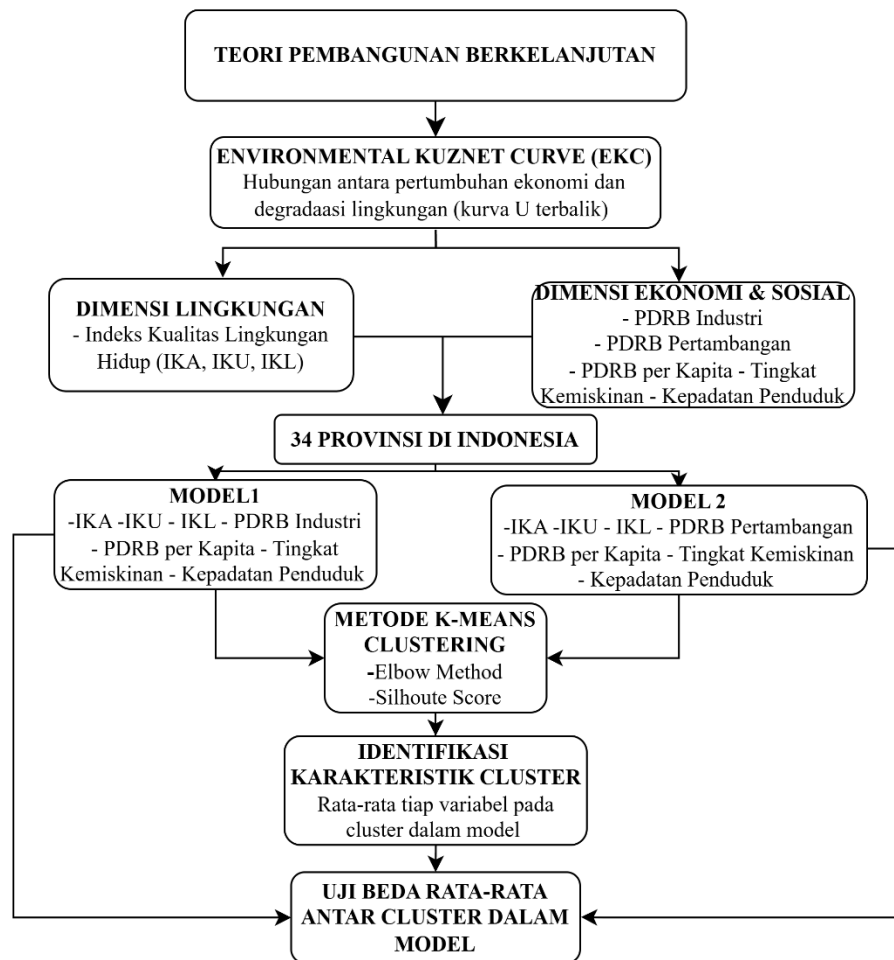 TEORI PEMBANGUNAN BERKELANJUTAN
ENVIRONMENTAL KUZNET CURVE (EKC)
Hubungan antara pertumbuhan ekonomi dan
degradaasi lingkungan (kurva U terbalik)
DIMENSI LINGKUNGAN
- Indeks Kualitas Lingkungan
Hidup (IKA, IKU, IKL)
DIMENSI EKONOMI & SOSIAL
- PDRB Industri
- PDRB Pertambangan
- PDRB per Kapita - Tingkat
Kemiskinan - Kepadatan Penduduk
34 PROVINSI DI INDONESIA
MODEL1
-IKA -IKU - IKL - PDRB Industri
- PDRB per Kapita - Tingkat
Kemiskinan - Kepadatan Penduduk
MODEL 2
-IKA -IKU - IKL - PDRB Pertambangan
- PDRB per Kapita - Tingkat Kemiskinan
- Kepadatan Penduduk
METODE K-MEANS
CLUSTERING
-Elbow Method
-Silhoute Score
IDENTIFIKASI
KARAKTERISTIK CLUSTER
Rata-rata tiap variabel pada
cluster dalam model
UJI BEDA RATA-RATA
ANTAR CLUSTER DALAM
MODEL